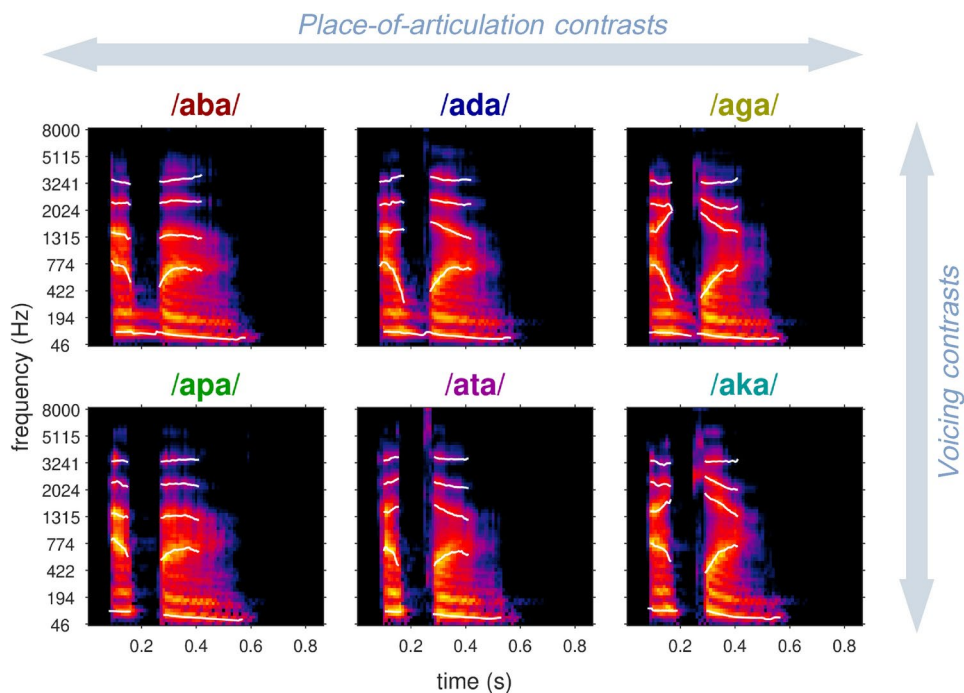 Place-of-articulation contrasts
/aba/ /ada/ /aga/
8000
5115
3241
2024
1315
774
422
194
46
/apa/ /ata/ /aka/
8000
5115
3241
2024
1315
774
422
194
46
0.2 0.4 0.6 0.8 0.2 0.4 0.6 0.8 0.2 0.4 0.6 0.8
frequency (Hz)
time (s)
Voicing contrasts